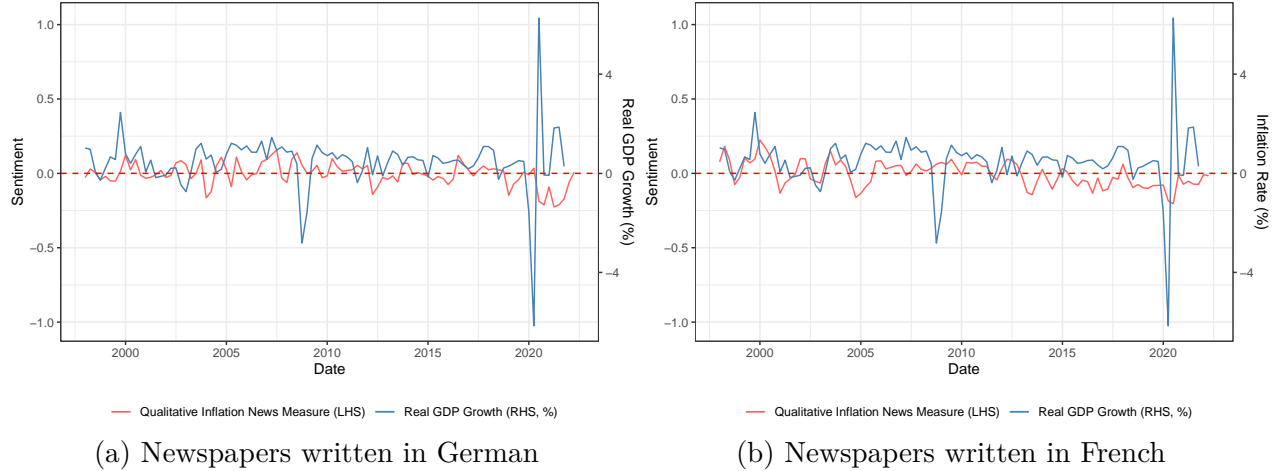 1.0
0.5
0.0
−0.5
−1.0
Sentiment
4
0
−4
Real GDP Growth (%)
2000 2005 2010 2015 2020
Date
Qualitative Inflation News Measure (LHS) Real GDP Growth (RHS, %)
(a) Newspapers written in German
1.0
0.5
0.0
−0.5
−1.0
Sentiment
4
0
−4
Inflation Rate (%)
2000 2005 2010 2015 2020
Date
Qualitative Inflation News Measure (LHS) Real GDP Growth (RHS, %)
(b) Newspapers written in French